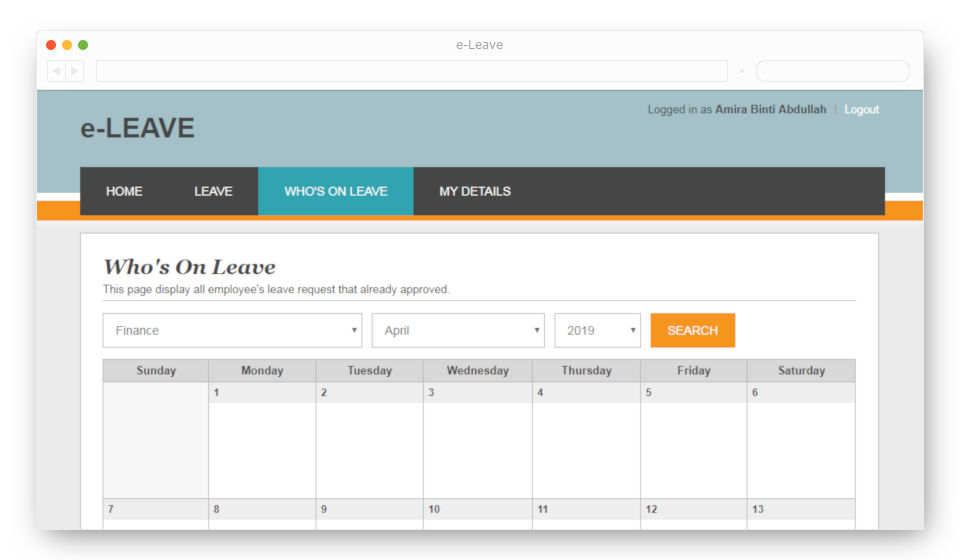 e-Leave
Logged in as Amira Binti Abdullah | Logout
e-LEAVE
HOME LEAVE WHO'S ON LEAVE MY DETAILS
Who's On Leave
This page display all employee's leave request that already approved.
Finance April 2019 SEARCH
Sunday Monday Tuesday Wednesday Thursday Friday Saturday
1 2 3 4 5 6
7 8 9 10 11 12 13